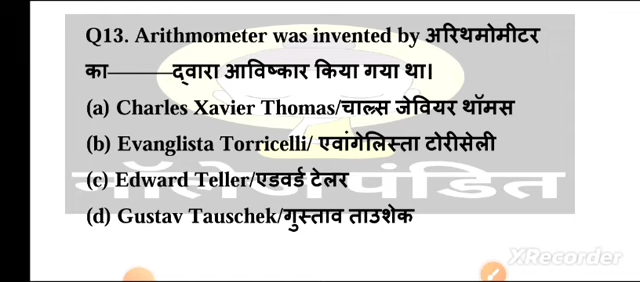 Q13. Arithmometer was invented by अरिथमोमीटर
का———द्वारा आविष्कार किया गया था।
(a) Charles Xavier Thomas/चाल्स जेवियर थॉमस
(b) Evanglista Torricelli/ एवांगेलिस्ता टोरीसेली
(c) Edward Teller/एडवर्ड टेलर
नॉलेज पंडित
(d) Gustav Tauschek/गुस्ताव ताउशेक
XRecorder